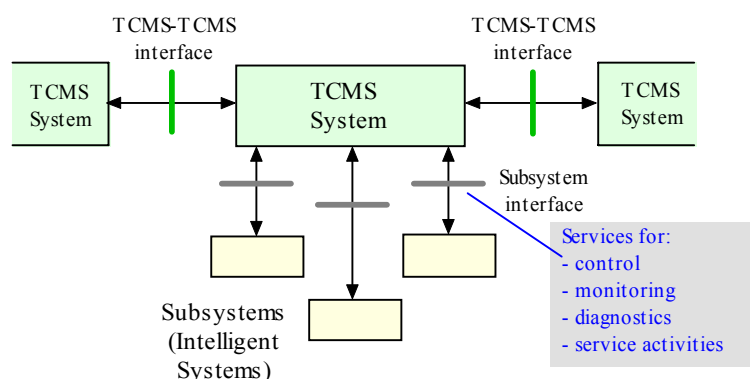 TCMS-TCMS
interface
TCMS-TCMS
interface
TCMS
System
TCMS
System
TCMS
System
Subsystem
interface
Services for:
- control
- monitoring
- diagnostics
- service activities
Subsystems
(Intelligent
Systems)